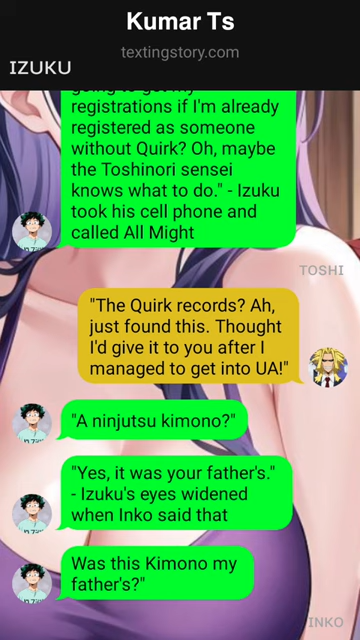 Kumar Ts
textingstory.com
IZUKU
registrations if I'm already
registered as someone
without Quirk? Oh, maybe
the Toshinori sensei
knows what to do." - Izuku
took his cell phone and
called All Might
TOSHI
"The Quirk records? Ah,
just found this. Thought
I'd give it to you after I
managed to get into UA!"
"A ninjutsu kimono?"
"Yes, it was your father's."
- Izuku's eyes widened
when Inko said that
Was this Kimono my
father's?"
INKO